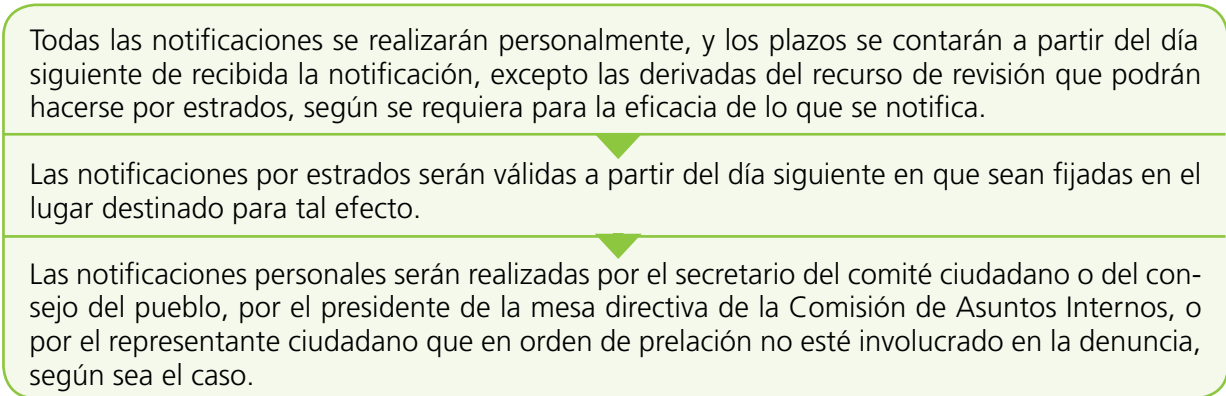 Todas las notificaciones se realizarán personalmente, y los plazos se contarán a partir del día
siguiente de recibida la notificación, excepto las derivadas del recurso de revisión que podrán
hacerse por estrados, según se requiera para la eficacia de lo que se notifica.
Las notificaciones por estrados serán válidas a partir del día siguiente en que sean fijadas en el
lugar destinado para tal efecto.
Las notificaciones personales serán realizadas por el secretario del comité ciudadano o del con-
sejo del pueblo, por el presidente de la mesa directiva de la Comisión de Asuntos Internos, o
por el representante ciudadano que en orden de prelación no esté involucrado en la denuncia,
según sea el caso.